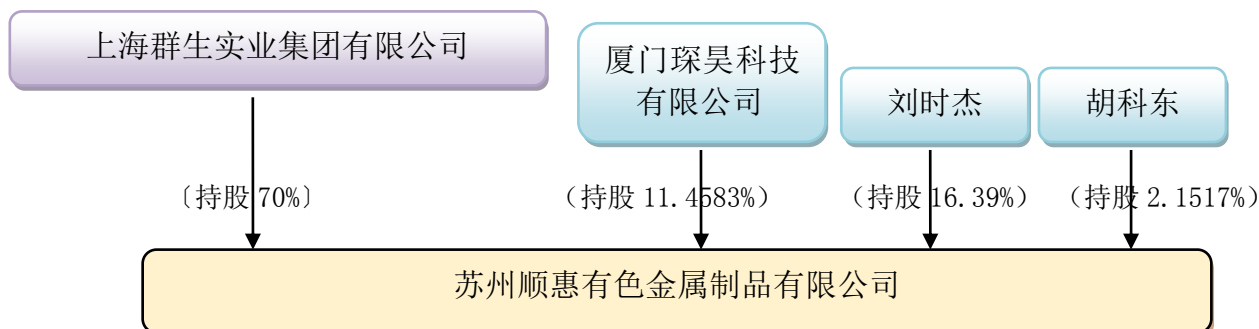 上海群生实业集团有限公司
厦门琛昊科技
有限公司
刘时杰
胡科东
〔持股 70%〕
（持股 11.4583%）
（持股 16.39%）
（持股 2.1517%）
苏州顺惠有色金属制品有限公司